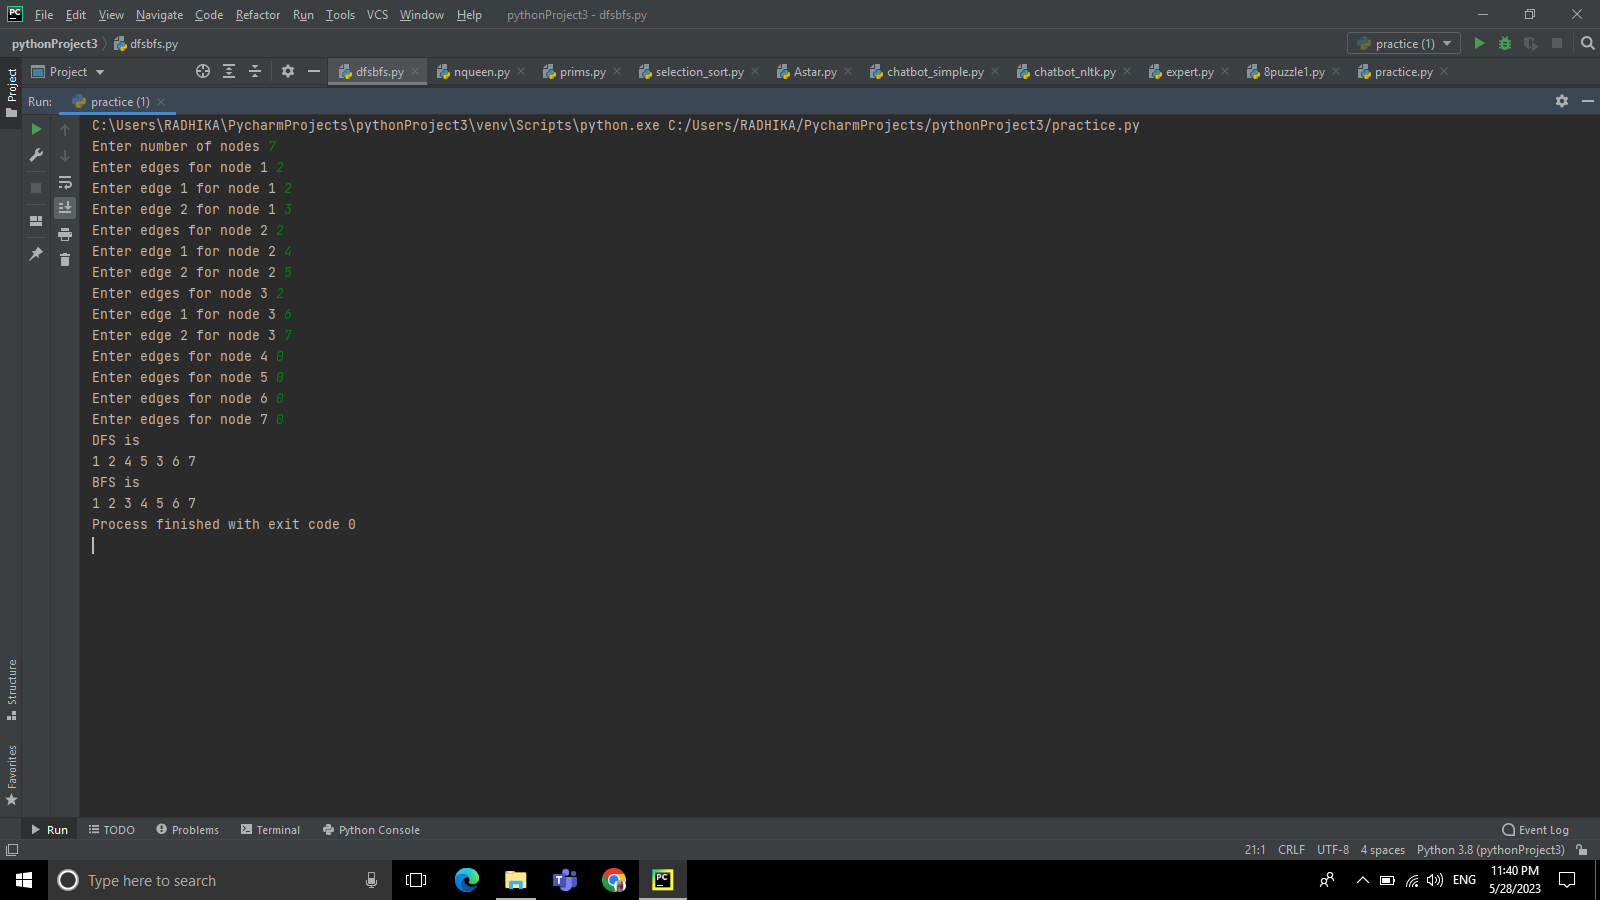 PC File Edit View Navigate Code Refactor Run Tools VCS Window Help pythonProject3 - dfsbfs.py
pythonProject3 dfsbfs.py practice (1)
Project
Project dfsbfs.py nqueen.py prims.py selection_sort.py Astar.py chatbot_simple.py chatbot_nltk.py expert.py 8puzzle1.py practice.py
Run: practice (1)
C:\Users\RADHIKA\PycharmProjects\pythonProject3\venv\Scripts\python.exe C:/Users/RADHIKA/PycharmProjects/pythonProject3/practice.py
Enter number of nodes 7
Enter edges for node 1 2
Enter edge 1 for node 1 2
Enter edge 2 for node 1 3
Enter edges for node 2 2
Enter edge 1 for node 2 4
Enter edge 2 for node 2 5
Enter edges for node 3 2
Enter edge 1 for node 3 6
Enter edge 2 for node 3 7
Enter edges for node 4 0
Enter edges for node 5 0
Enter edges for node 6 0
Enter edges for node 7 0
DFS is
1 2 4 5 3 6 7
BFS is
1 2 3 4 5 6 7
Process finished with exit code 0
Structure
Favorites
Run TODO Problems Terminal Python Console Event Log
21:1 CRLF UTF-8 4 spaces Python 3.8 (pythonProject3)
Type here to search PC ENG 11:40 PM
5/28/2023